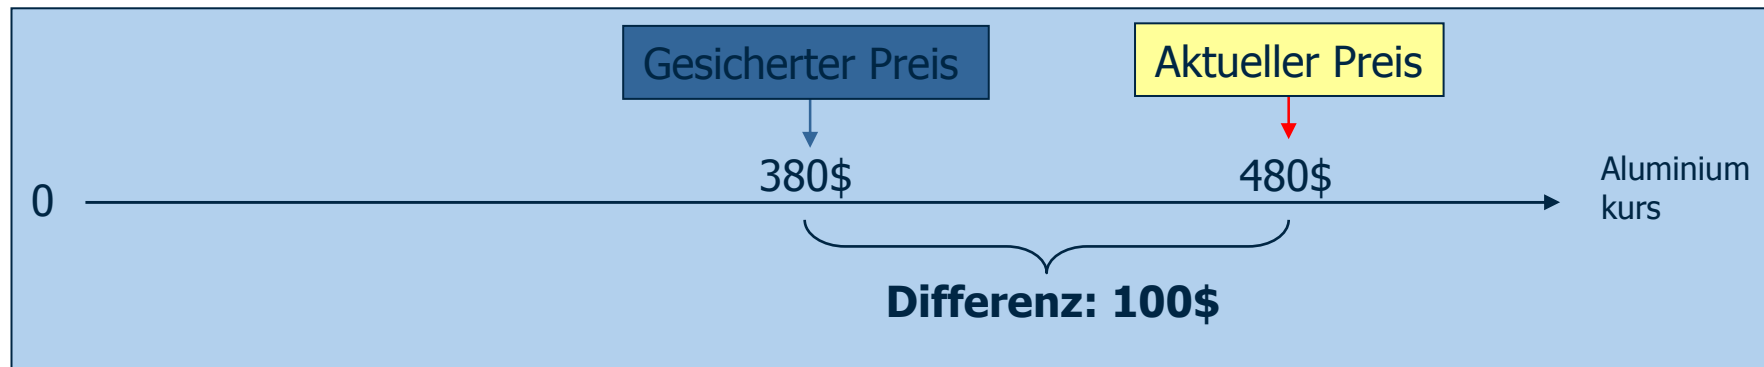 Gesicherter Preis
Aktueller Preis
380$
480$
0
Aluminium
kurs
Differenz: 100$